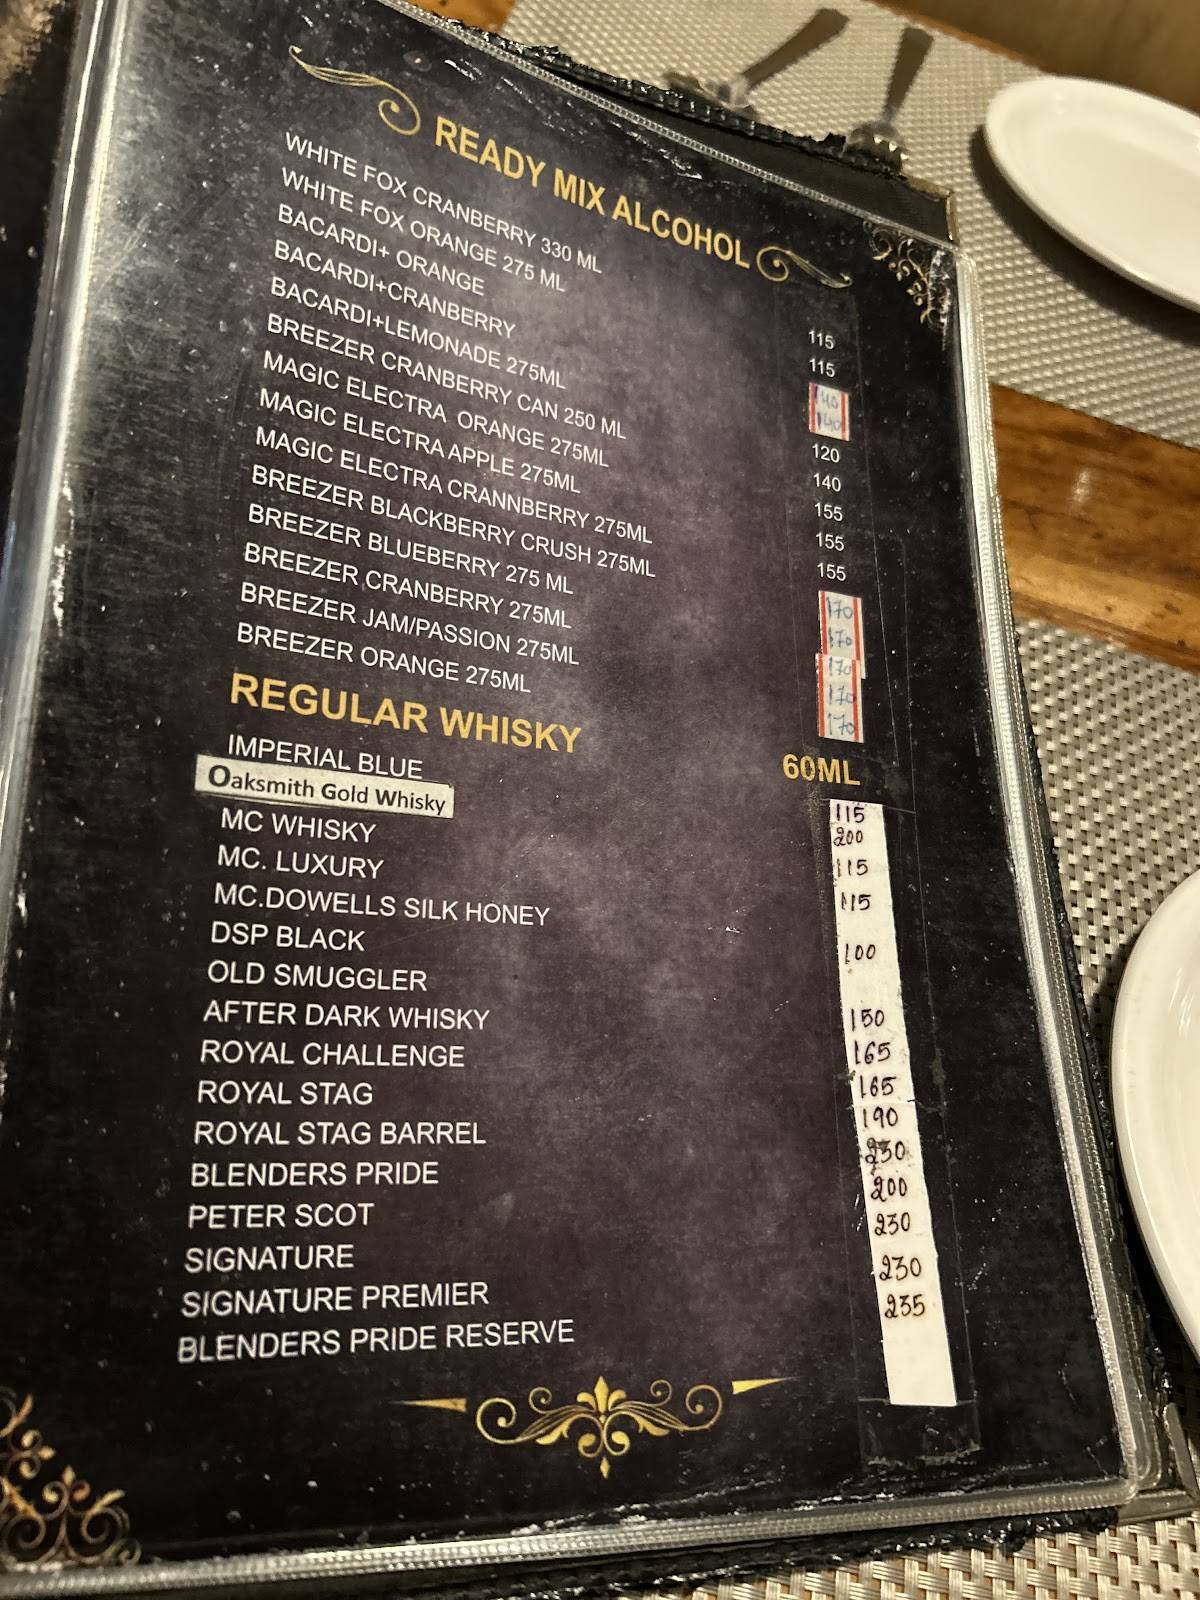 READY MIX ALCOHOL
WHITE FOX CRANBERRY 330 ML 115
WHITE FOX ORANGE 275 ML 115
BACARDI+ ORANGE 140
BACARDI+CRANBERRY 140
BACARDI+LEMONADE 275ML 120
BREEZER CRANBERRY CAN 250 ML 140
MAGIC ELECTRA ORANGE 275ML 155
MAGIC ELECTRA APPLE 275ML 155
MAGIC ELECTRA CRANNBERRY 275ML 155
BREEZER BLACKBERRY CRUSH 275ML 170
BREEZER BLUEBERRY 275 ML 170
BREEZER CRANBERRY 275ML 170
BREEZER JAM/PASSION 275ML 170
BREEZER ORANGE 275ML 170
REGULAR WHISKY 60ML
IMPERIAL BLUE
Oaksmith Gold Whisky
MC WHISKY
MC. LUXURY
MC.DOWELLS SILK HONEY
DSP BLACK
OLD SMUGGLER
AFTER DARK WHISKY
ROYAL CHALLENGE
ROYAL STAG
ROYAL STAG BARREL
BLENDERS PRIDE
PETER SCOT
SIGNATURE
SIGNATURE PREMIER
BLENDERS PRIDE RESERVE
115
200
115
115
100
150
165
165
190
230
200
230
230
235